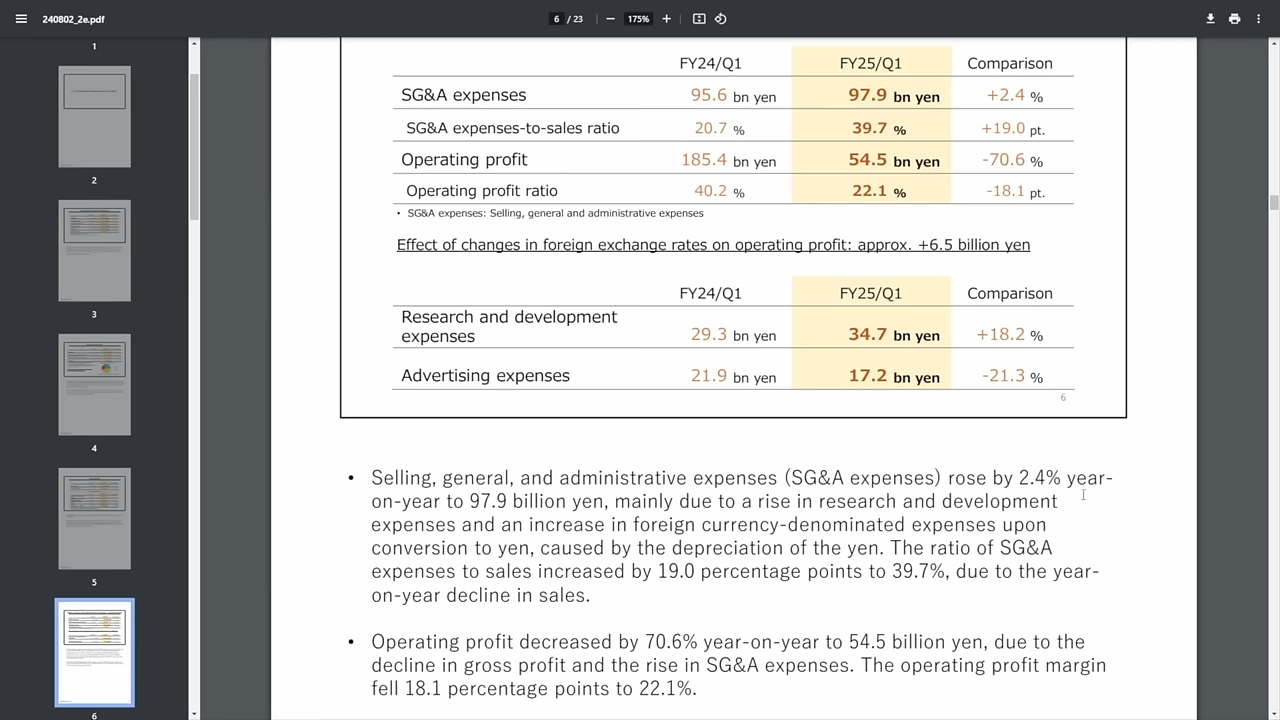 240802_2e.pdf
6 / 23
175%
1
2
3
4
5
6
FY24/Q1 FY25/Q1 Comparison
SG&A expenses 95.6 bn yen 97.9 bn yen +2.4 %
SG&A expenses-to-sales ratio 20.7 % 39.7 % +19.0 pt.
Operating profit 185.4 bn yen 54.5 bn yen -70.6 %
Operating profit ratio 40.2 % 22.1 % -18.1 pt.
• SG&A expenses: Selling, general and administrative expenses
Effect of changes in foreign exchange rates on operating profit: approx. +6.5 billion yen
FY24/Q1 FY25/Q1 Comparison
Research and development
expenses 29.3 bn yen 34.7 bn yen +18.2 %
Advertising expenses 21.9 bn yen 17.2 bn yen -21.3 %
6
• Selling, general, and administrative expenses (SG&A expenses) rose by 2.4% year-
on-year to 97.9 billion yen, mainly due to a rise in research and development
expenses and an increase in foreign currency-denominated expenses upon
conversion to yen, caused by the depreciation of the yen. The ratio of SG&A
expenses to sales increased by 19.0 percentage points to 39.7%, due to the year-
on-year decline in sales.
• Operating profit decreased by 70.6% year-on-year to 54.5 billion yen, due to the
decline in gross profit and the rise in SG&A expenses. The operating profit margin
fell 18.1 percentage points to 22.1%.